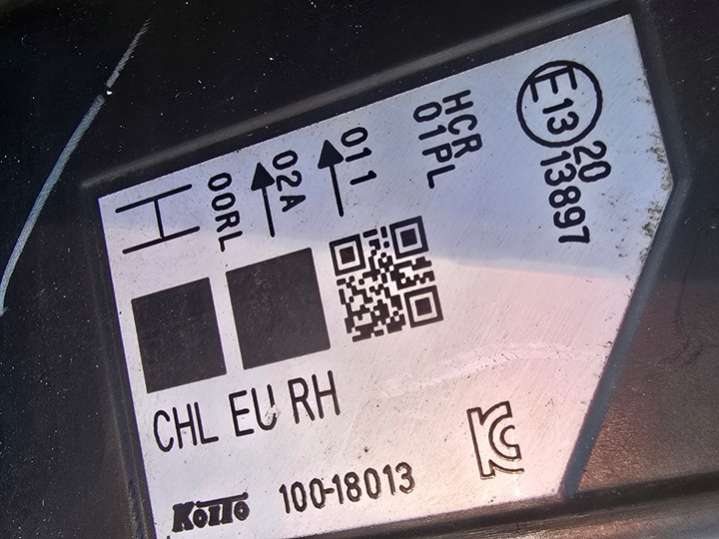 E13
20
13897
HCR
01PL
011
02A
00RL
CHL EU RH
KOITO 100-18013